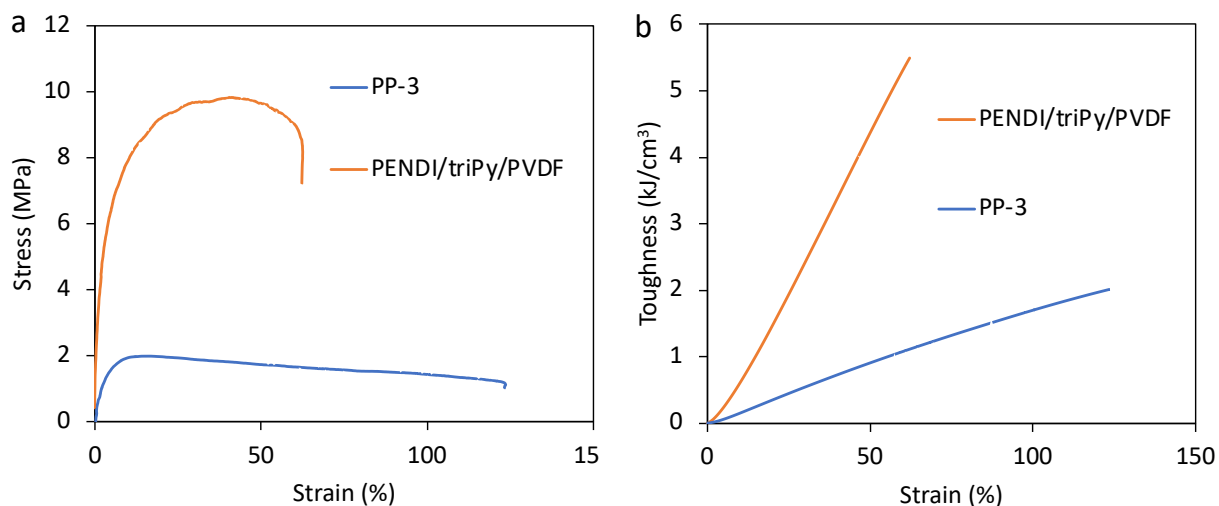 a
12
10
8
6
4
2
0
Stress (MPa)
PP-3
PENDI/triPy/PVDF
0 50 100 15
Strain (%)
b
6
5
4
3
2
1
0
Toughness (kJ/cm³)
PENDI/triPy/PVDF
PP-3
0 50 100 150
Strain (%)